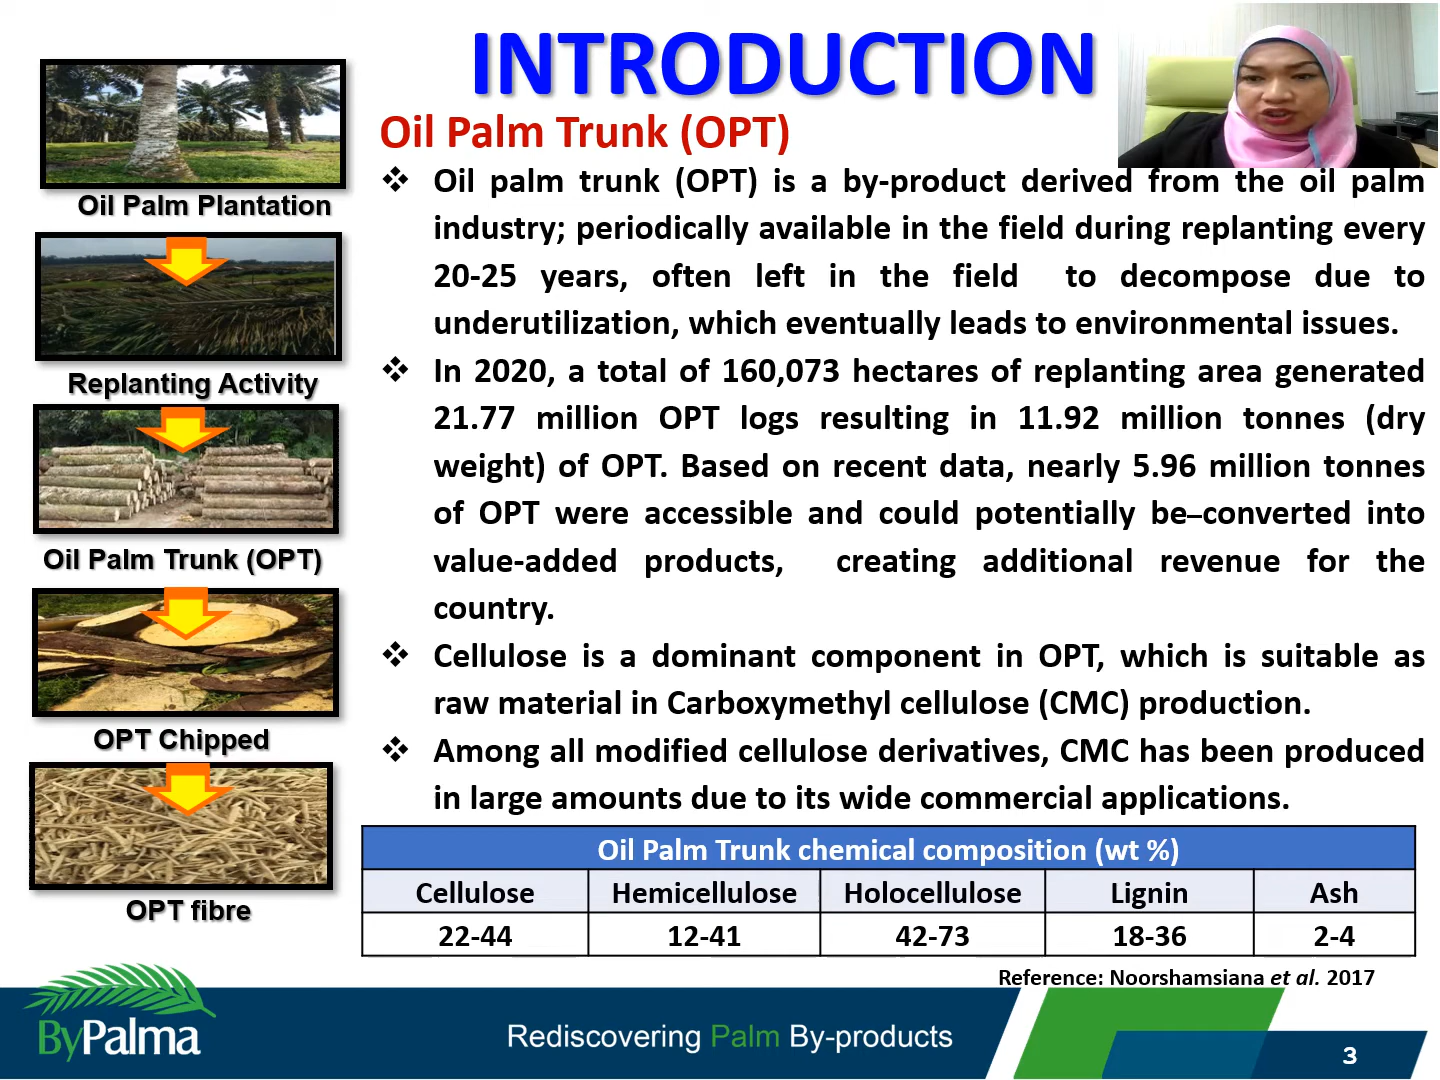 INTRODUCTION
Oil Palm Trunk (OPT)
❖ Oil palm trunk (OPT) is a by-product derived from the oil palm
industry; periodically available in the field during replanting every
20-25 years, often left in the field to decompose due to
underutilization, which eventually leads to environmental issues.
❖ In 2020, a total of 160,073 hectares of replanting area generated
21.77 million OPT logs resulting in 11.92 million tonnes (dry
weight) of OPT. Based on recent data, nearly 5.96 million tonnes
of OPT were accessible and could potentially be–converted into
value-added products, creating additional revenue for the
country.
❖ Cellulose is a dominant component in OPT, which is suitable as
raw material in Carboxymethyl cellulose (CMC) production.
❖ Among all modified cellulose derivatives, CMC has been produced
in large amounts due to its wide commercial applications.
Oil Palm Plantation
Replanting Activity
Oil Palm Trunk (OPT)
OPT Chipped
OPT fibre
Oil Palm Trunk chemical composition (wt %)
Cellulose Hemicellulose Holocellulose Lignin Ash
22-44 12-41 42-73 18-36 2-4
Reference: Noorshamsiana et al. 2017
ByPalma
Rediscovering Palm By-products
3